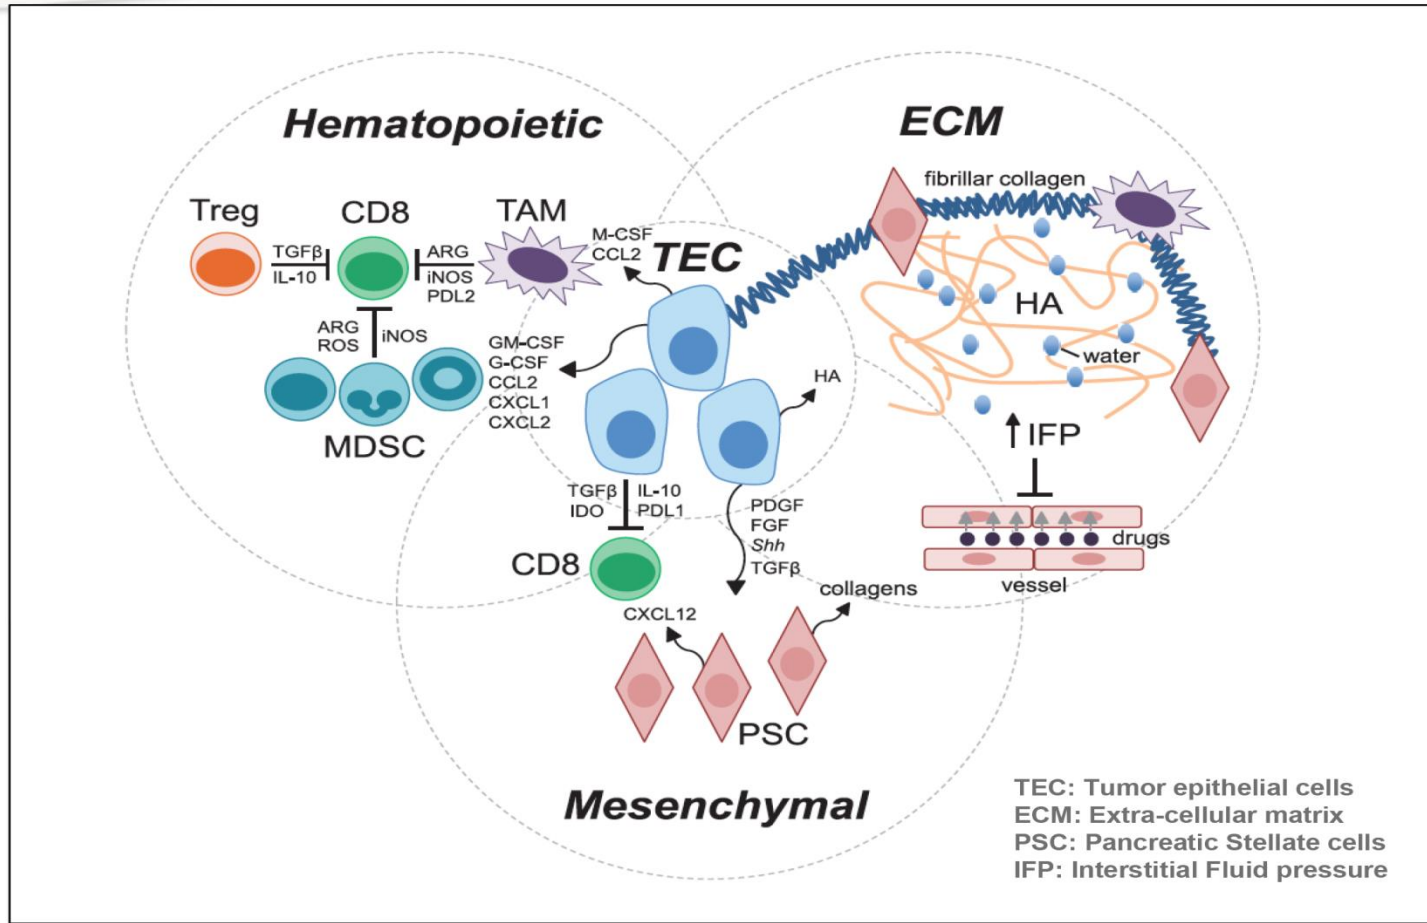 Hematopoietic
ECM
fibrillar collagen
Treg
CD8
TAM
TGFβ
IL-10
ARG
iNOS
PDL2
M-CSF
CCL2
TEC
HA
water
ARG
ROS
iNOS
MDSC
GM-CSF
G-CSF
CCL2
CXCL1
CXCL2
HA
IFP
TGFβ
IDO
IL-10
PDL1
PDGF
FGF
Shh
TGFβ
drugs
vessel
CD8
CXCL12
collagens
PSC
Mesenchymal
TEC: Tumor epithelial cells
ECM: Extra-cellular matrix
PSC: Pancreatic Stellate cells
IFP: Interstitial Fluid pressure